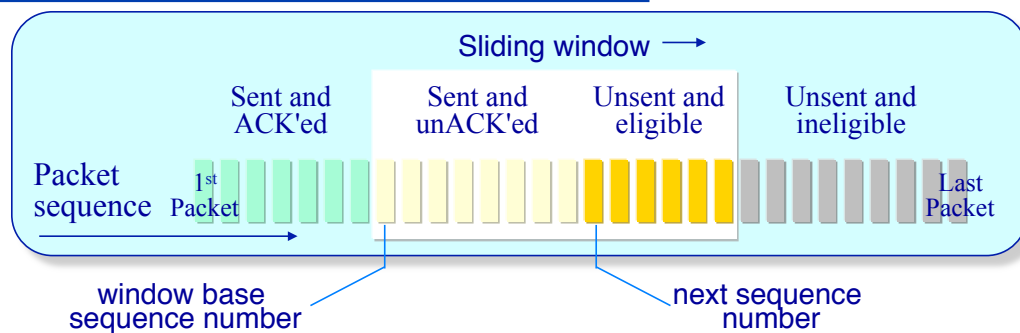 Sliding window
Sent and
ACK'ed
Sent and
unACK'ed
Unsent and
eligible
Unsent and
ineligible
Packet
sequence
1st
Packet
Last
Packet
window base
sequence number
next sequence
number